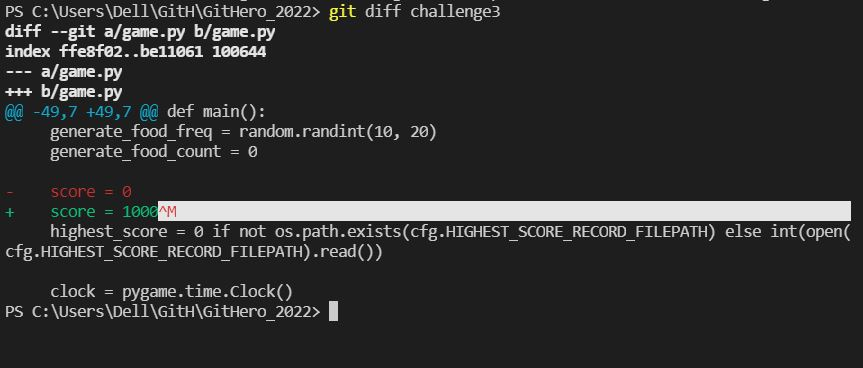 PS C:\Users\Dell\GitH\GitHero_2022> git diff challenge3
diff --git a/game.py b/game.py
index ffe8f02..be11061 100644
--- a/game.py
+++ b/game.py
@@ -49,7 +49,7 @@ def main():
     generate_food_freq = random.randint(10, 20)
     generate_food_count = 0

-    score = 0
+    score = 1000^M
     highest_score = 0 if not os.path.exists(cfg.HIGHEST_SCORE_RECORD_FILEPATH) else int(open(
cfg.HIGHEST_SCORE_RECORD_FILEPATH).read())

     clock = pygame.time.Clock()
PS C:\Users\Dell\GitH\GitHero_2022>